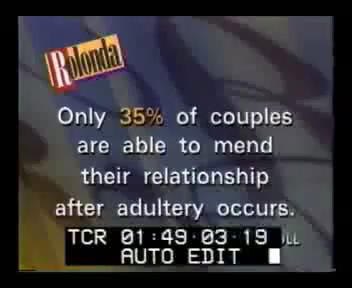 Rolonda
Only 35% of couples
are able to mend
their relationship
after adultery occurs.
TCR 01:49:03:19
AUTO EDIT